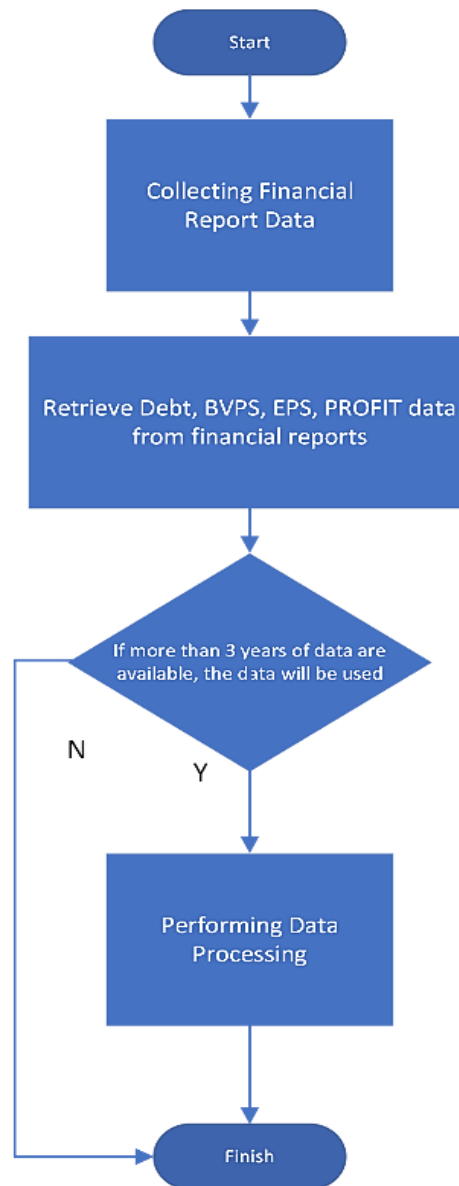 Start
Collecting Financial
Report Data
Retrieve Debt, BVPS, EPS, PROFIT data
from financial reports
If more than 3 years of data are
available, the data will be used
N
Y
Performing Data
Processing
Finish